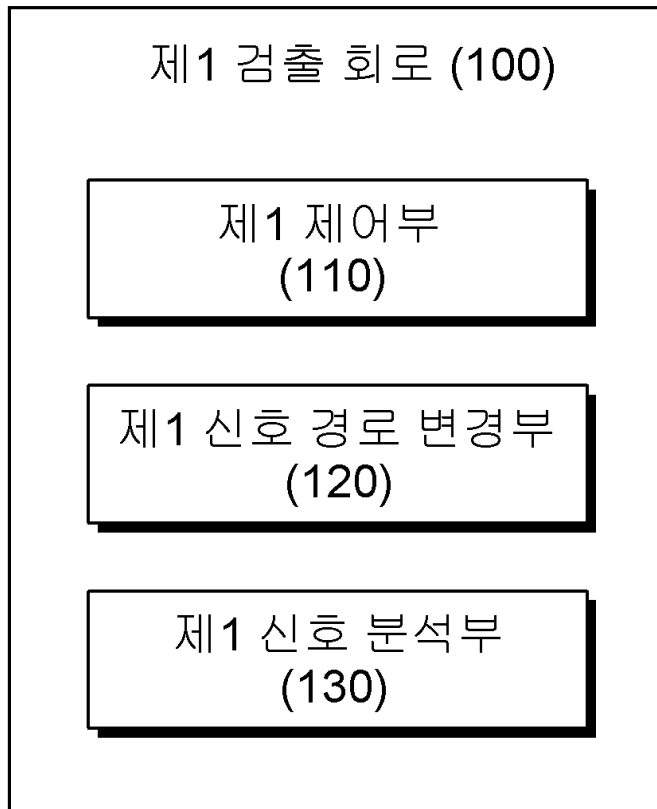 제1 검출 회로 (100)
제1 제어부
(110)
제1 신호 경로 변경부
(120)
제1 신호 분석부
(130)